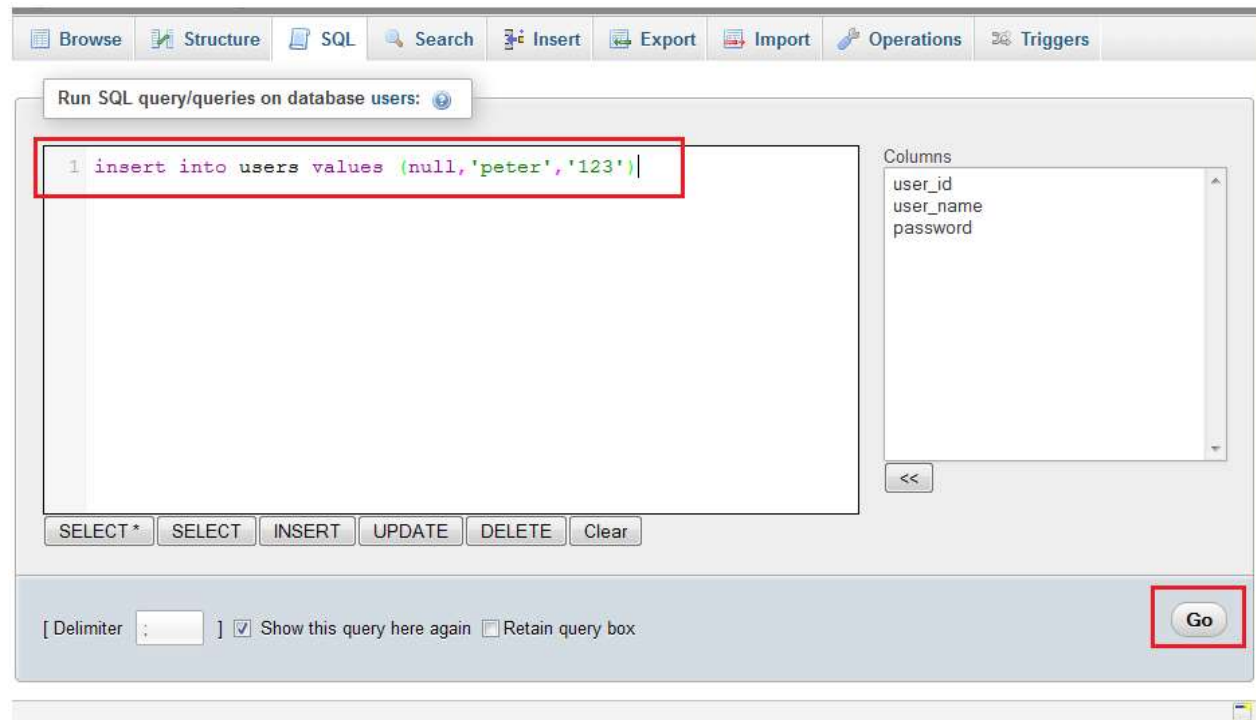 Browse Structure SQL Search Insert Export Import Operations Triggers
Run SQL query/queries on database users:
1 insert into users values (null,'peter','123')
Columns
user_id
user_name
password
<<
SELECT * SELECT INSERT UPDATE DELETE Clear
[ Delimiter ; ] Show this query here again Retain query box
Go